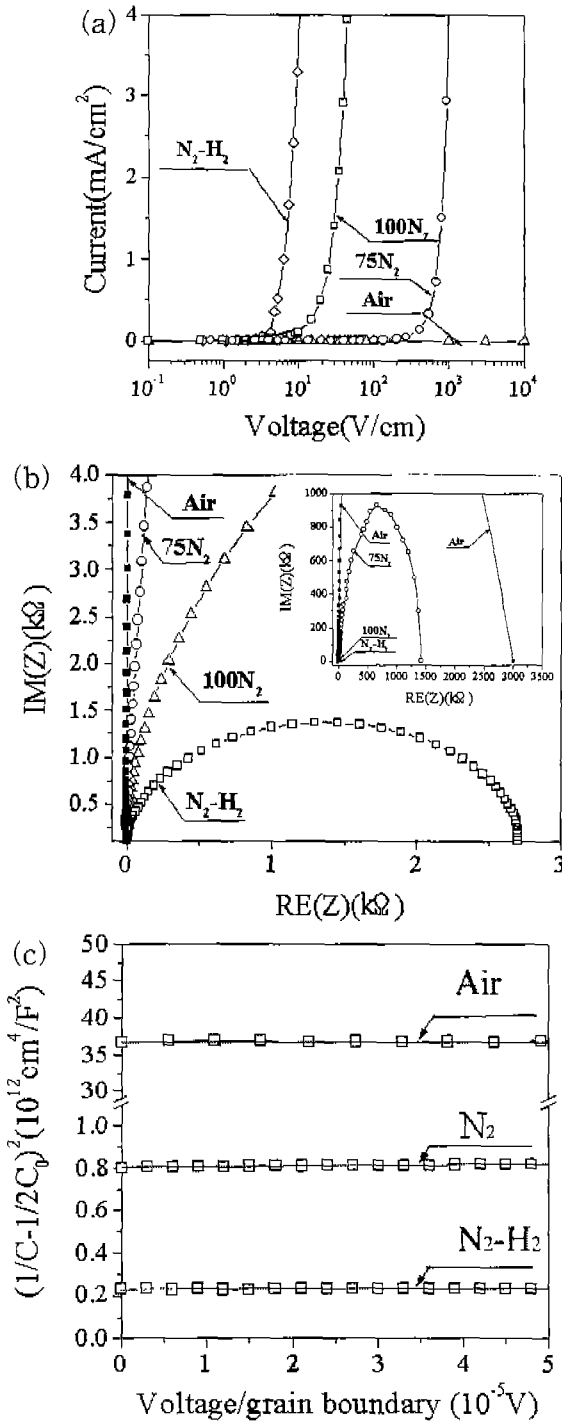 (a)
4
3
2
1
0
Current(mA/cm²)
N₂-H₂
100N₂
75N₂
Air
10⁻¹ 10⁰ 10¹ 10² 10³ 10⁴
Voltage(V/cm)
(b)
4.0
3.5
3.0
2.5
2.0
1.5
1.0
0.5
IM(Z)(kΩ)
Air
75N₂
100N₂
N₂-H₂
1000
800
600
400
200
0
IM(Z)(kΩ)
Air
75N₂
Air
100N₂
N₂-H₂
0 500 1000 1500 2000 2500 3000 3500
RE(Z)(kΩ)
0 1 2 3
RE(Z)(kΩ)
(c)
50
45
40
36
30
25
1.0
0.8
0.6
0.4
0.2
0.0
(1/C-1/2C₀)²(10¹²cm⁴/F²)
Air
N₂
N₂-H₂
0 1 2 3 4 5
Voltage/grain boundary (10⁻⁵V)